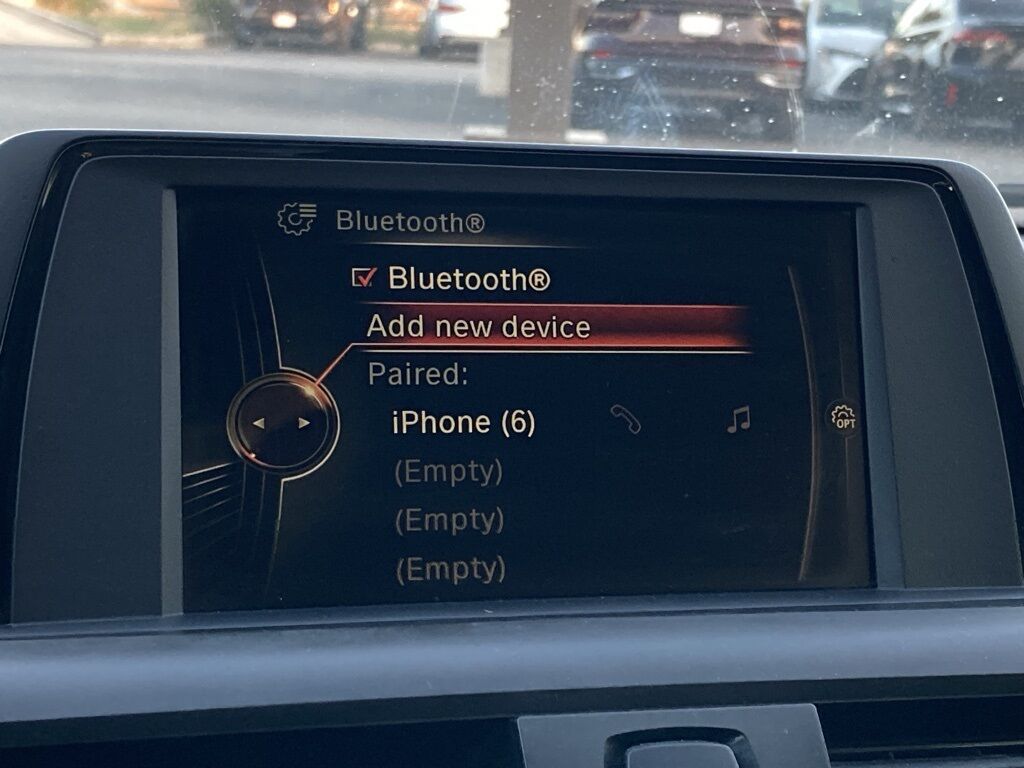 Bluetooth®
Bluetooth®
Add new device
Paired:
iPhone (6)
OPT
(Empty)
(Empty)
(Empty)